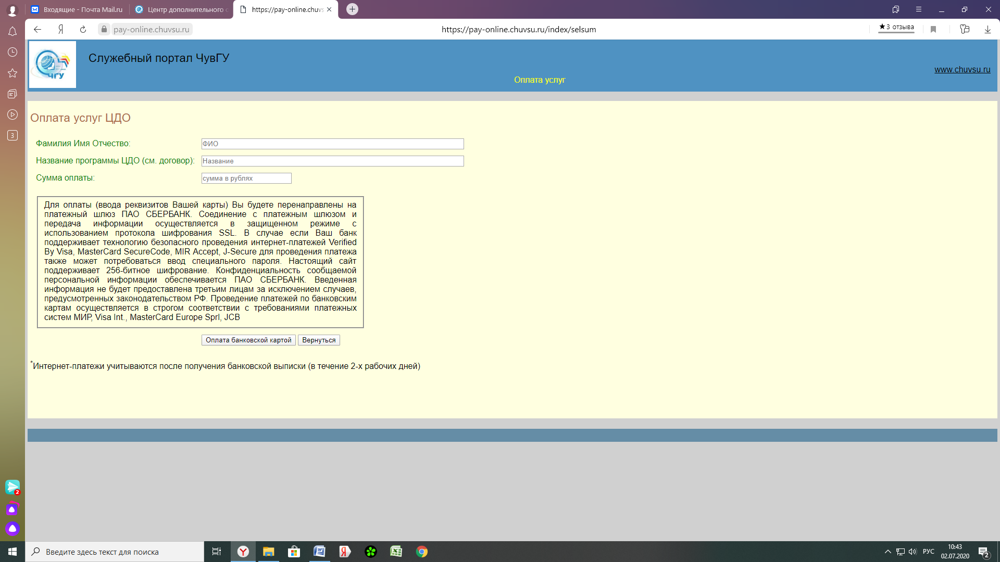 Входящие - Почта Mail.ru
Центр дополнительного
https://pay-online.chuvs
pay-online.chuvsu.ru
https://pay-online.chuvsu.ru/index/selsum
★3 отзыва
3
ЧГУ
Служебный портал ЧувГУ
www.chuvsu.ru
Оплата услуг
Оплата услуг ЦДО
Фамилия Имя Отчество:
ФИО
Название программы ЦДО (см. договор):
Название
Сумма оплаты:
сумма в рублях
Для оплаты (ввода реквизитов Вашей карты) Вы будете перенаправлены на
платежный шлюз ПАО СБЕРБАНК. Соединение с платежным шлюзом и
передача информации осуществляется в защищенном режиме с
использованием протокола шифрования SSL. В случае если Ваш банк
поддерживает технологию безопасного проведения интернет-платежей Verified
By Visa, MasterCard SecureCode, MIR Accept, J-Secure для проведения платежа
также может потребоваться ввод специального пароля. Настоящий сайт
поддерживает 256-битное шифрование. Конфиденциальность сообщаемой
персональной информации обеспечивается ПАО СБЕРБАНК. Введенная
информация не будет предоставлена третьим лицам за исключением случаев,
предусмотренных законодательством РФ. Проведение платежей по банковским
картам осуществляется в строгом соответствии с требованиями платежных
систем МИР, Visa Int., MasterCard Europe Sprl, JCB
Оплата банковской картой
Вернуться
*Интернет-платежи учитываются после получения банковской выписки (в течение 2-х рабочих дней)
2
Введите здесь текст для поиска
РУС
10:43
02.07.2020
2